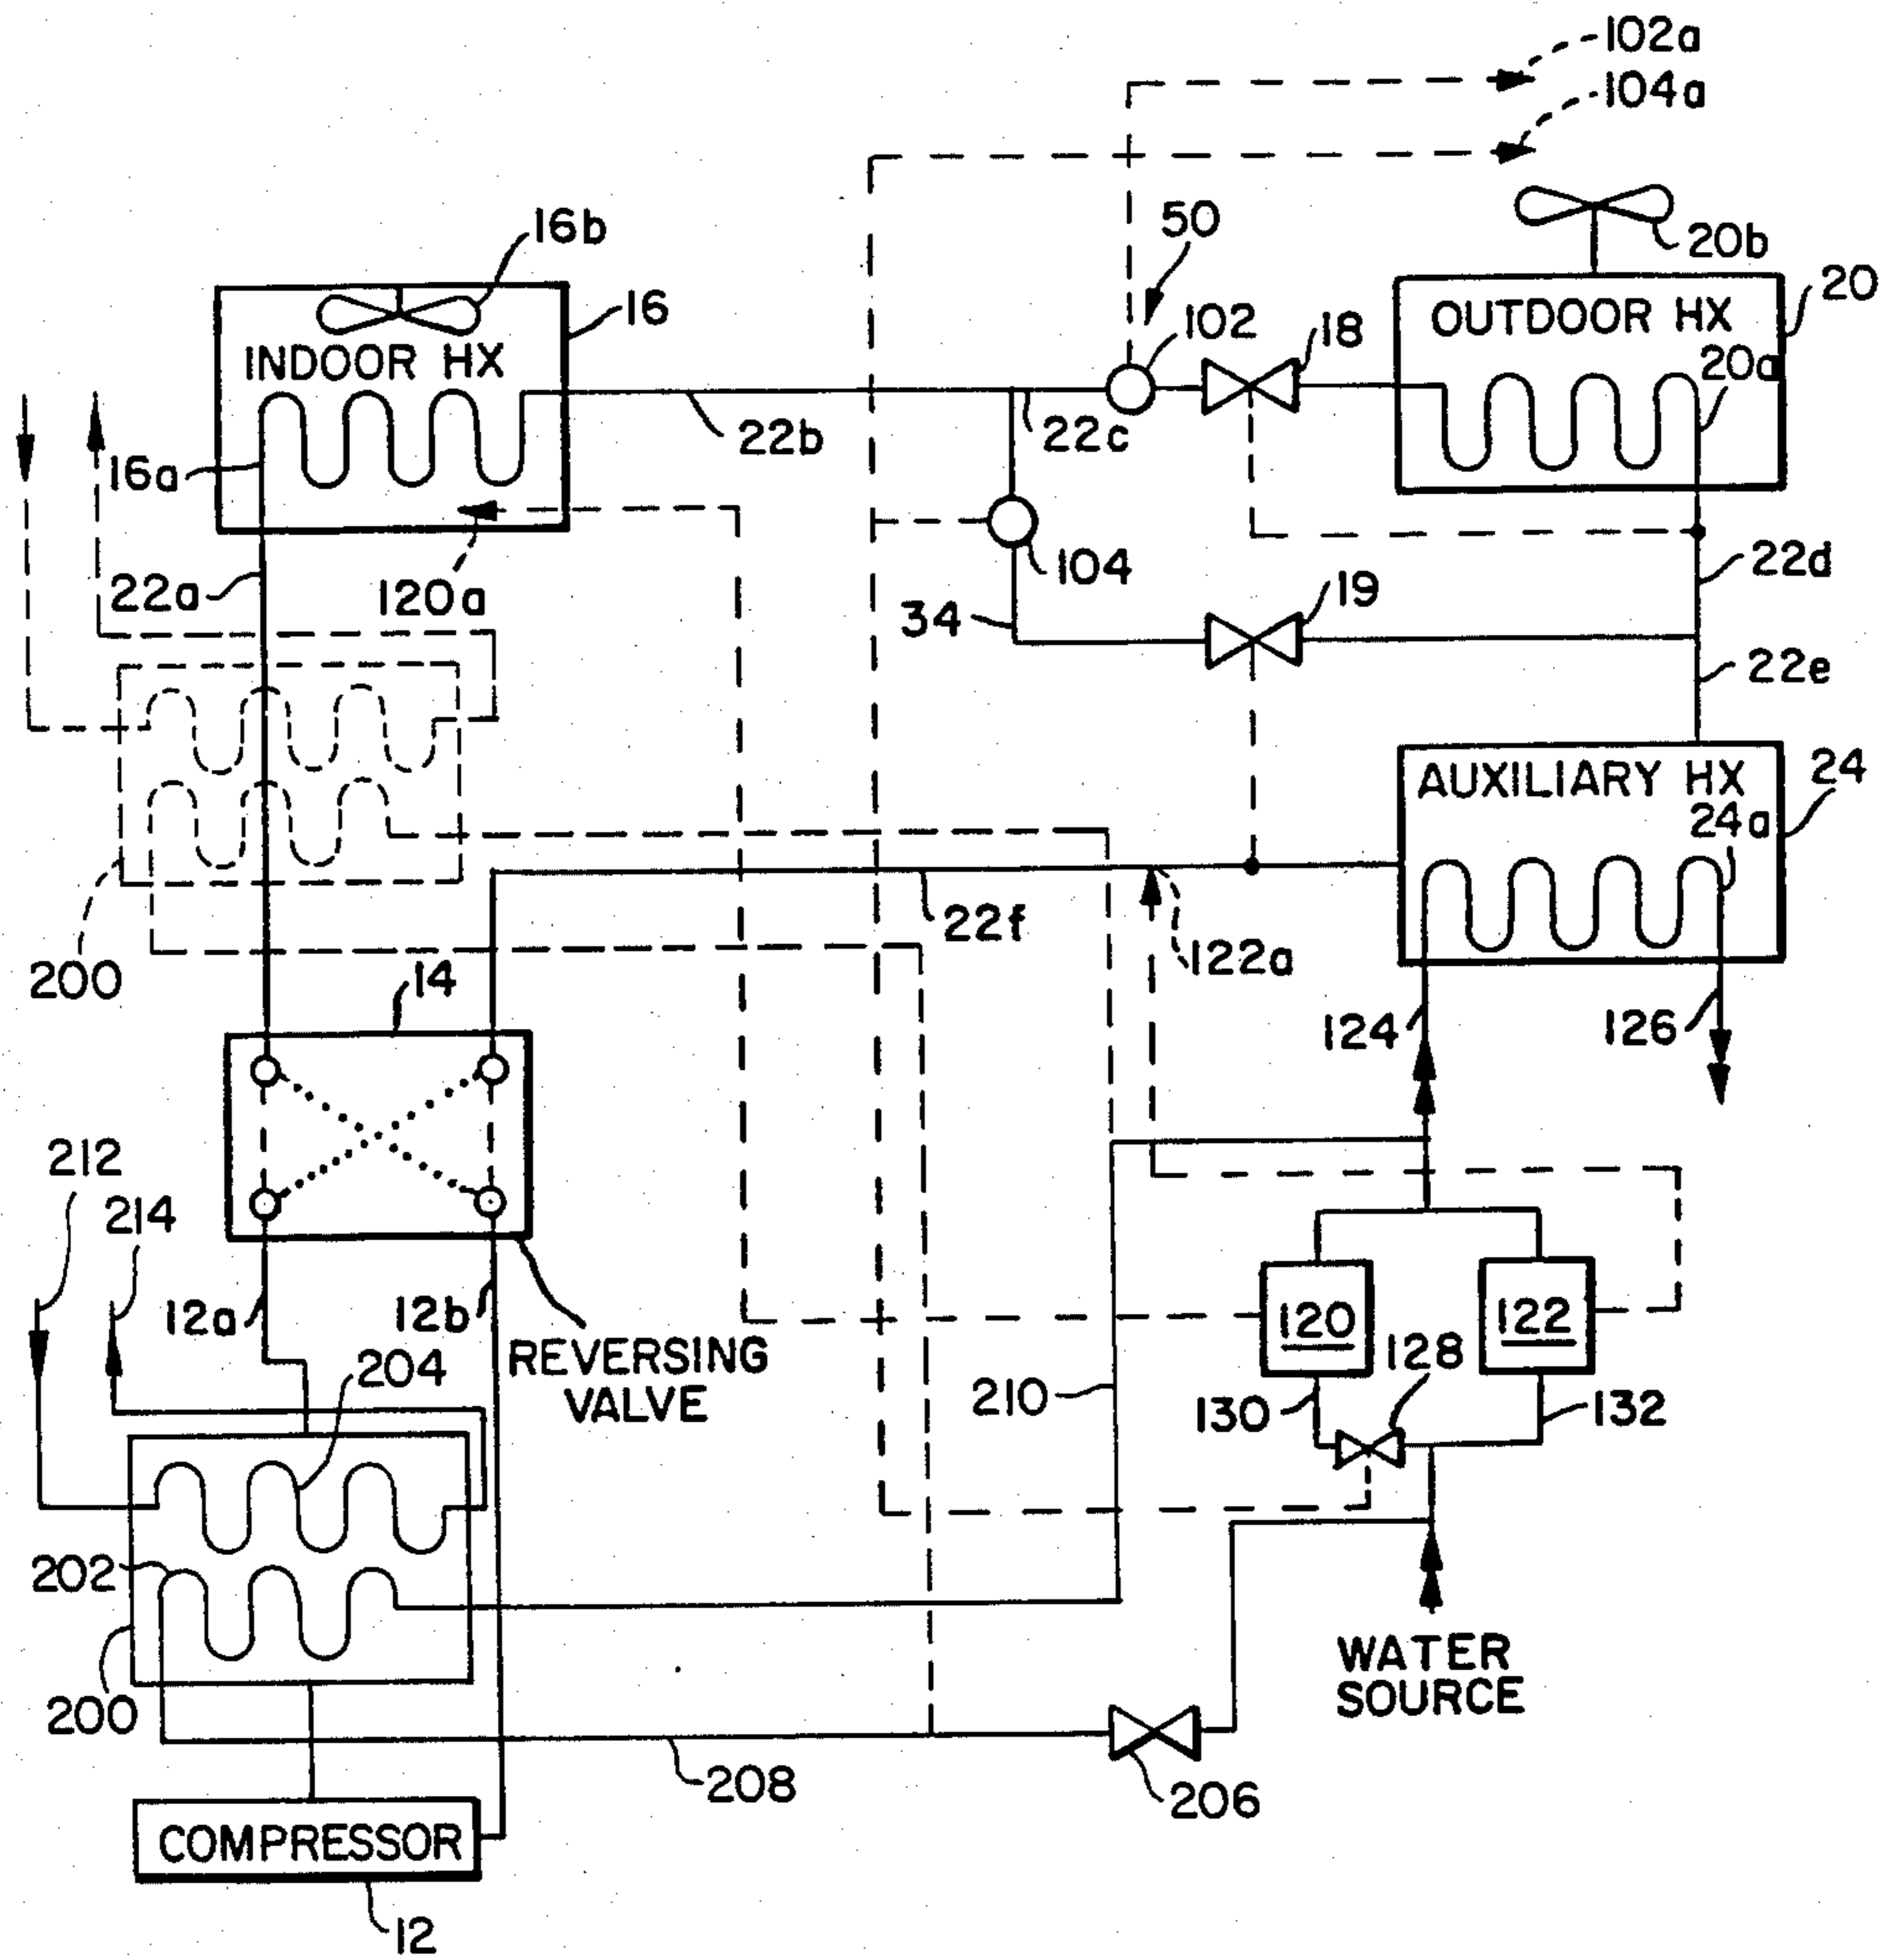 102a
104a
50
16b
20b
20
16
102
18
OUTDOOR HX
INDOOR HX
20a
22b
22c
16a
22a
120a
104
22d
34
19
22e
AUXILIARY HX
24
24a
22f
200
122a
14
124
126
212
214
12a
12b
REVERSING
VALVE
120
122
128
204
210
130
132
202
200
WATER
SOURCE
208
206
COMPRESSOR
12